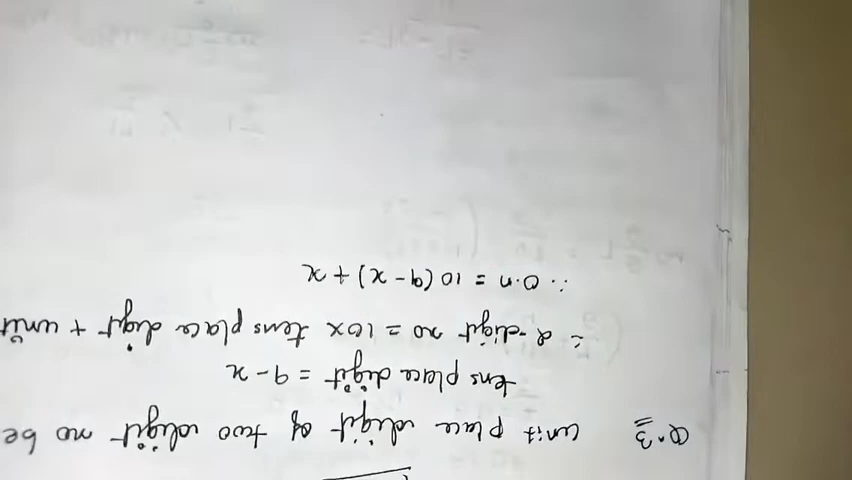 Q.3 unit place digit of two digit no be
tens place digit = 9 - x
∴ 2-digit no = 10x tens place digit + unit
∴ O.n = 10(9-x) + x